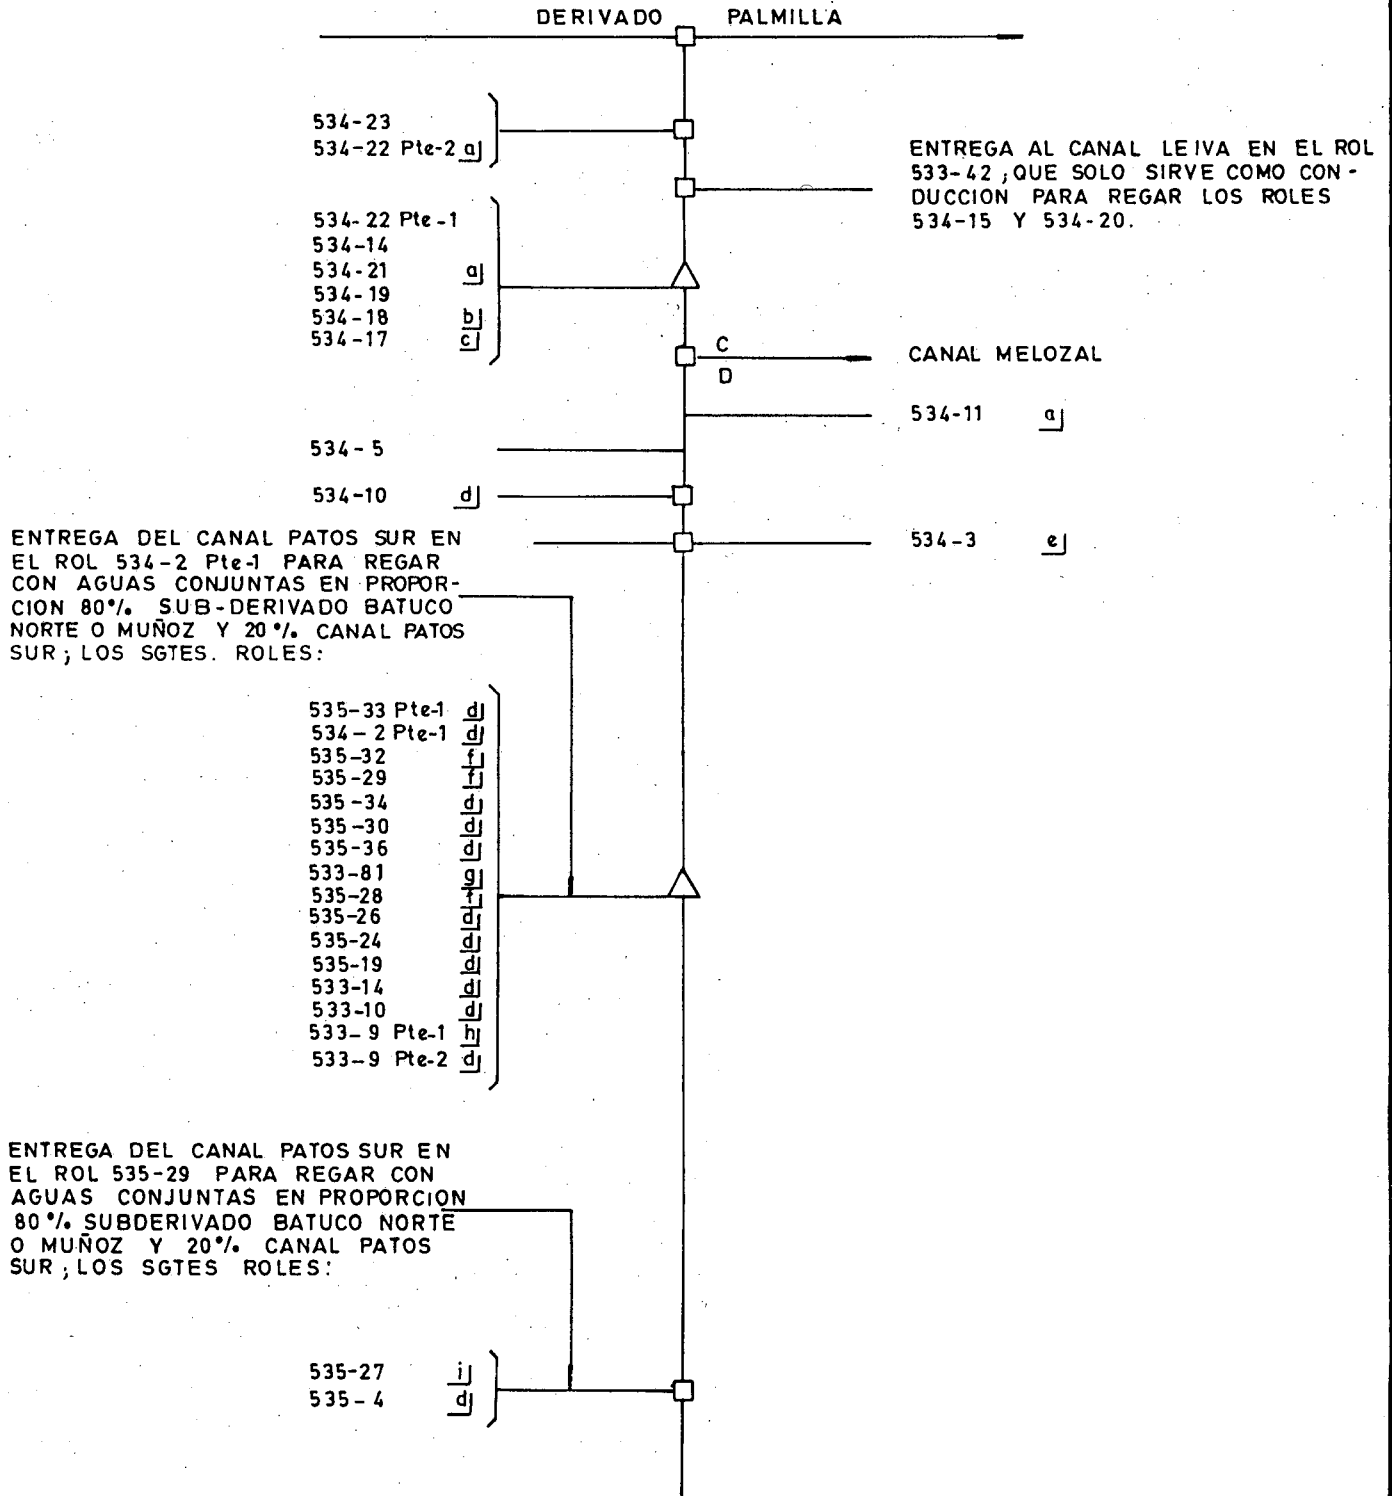 DERIVADO PALMILLA
534-23
534-22 Pte-2 a
ENTREGA AL CANAL LEIVA EN EL ROL
533-42 ; QUE SOLO SIRVE COMO CON-
DUCCION PARA REGAR LOS ROLES
534-15 Y 534-20.
534-22 Pte-1
534-14
534-21 a
534-19
534-18 b
534-17 c
C
CANAL MELOZAL
D
534-11 a
534-5
534-10 d
534-3 e
ENTREGA DEL CANAL PATOS SUR EN
EL ROL 534-2 Pte-1 PARA REGAR
CON AGUAS CONJUNTAS EN PROPOR-
CION 80% SUB-DERIVADO BATUCO
NORTE O MUÑOZ Y 20% CANAL PATOS
SUR ; LOS SGTES. ROLES:
535-33 Pte-1 d
534-2 Pte-1 d
535-32 f
535-29 f
535-34 d
535-30 d
535-36 d
533-81 g
535-28 f
535-26 d
535-24 d
535-19 d
533-14 d
533-10 d
533-9 Pte-1 h
533-9 Pte-2 d
ENTREGA DEL CANAL PATOS SUR EN
EL ROL 535-29 PARA REGAR CON
AGUAS CONJUNTAS EN PROPORCION
80% SUBDERIVADO BATUCO NORTE
O MUÑOZ Y 20% CANAL PATOS
SUR ; LOS SGTES ROLES:
535-27 i
535-4 d